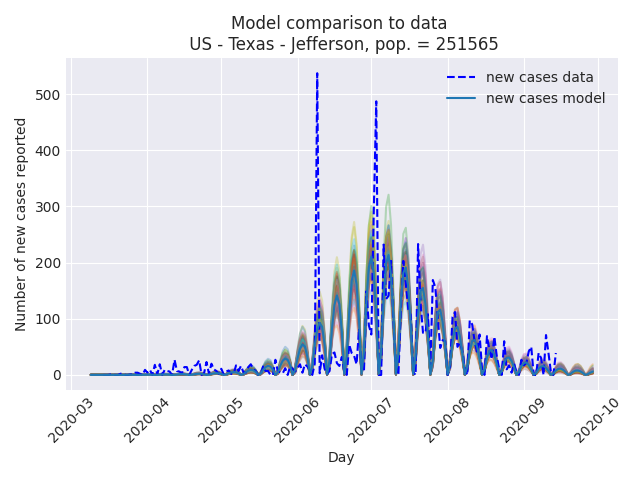 Model comparison to data
US - Texas - Jefferson, pop. = 251565
new cases data
new cases model
Number of new cases reported
500
400
300
200
100
0
2020-03
2020-04
2020-05
2020-06
2020-07
2020-08
2020-09
2020-10
Day